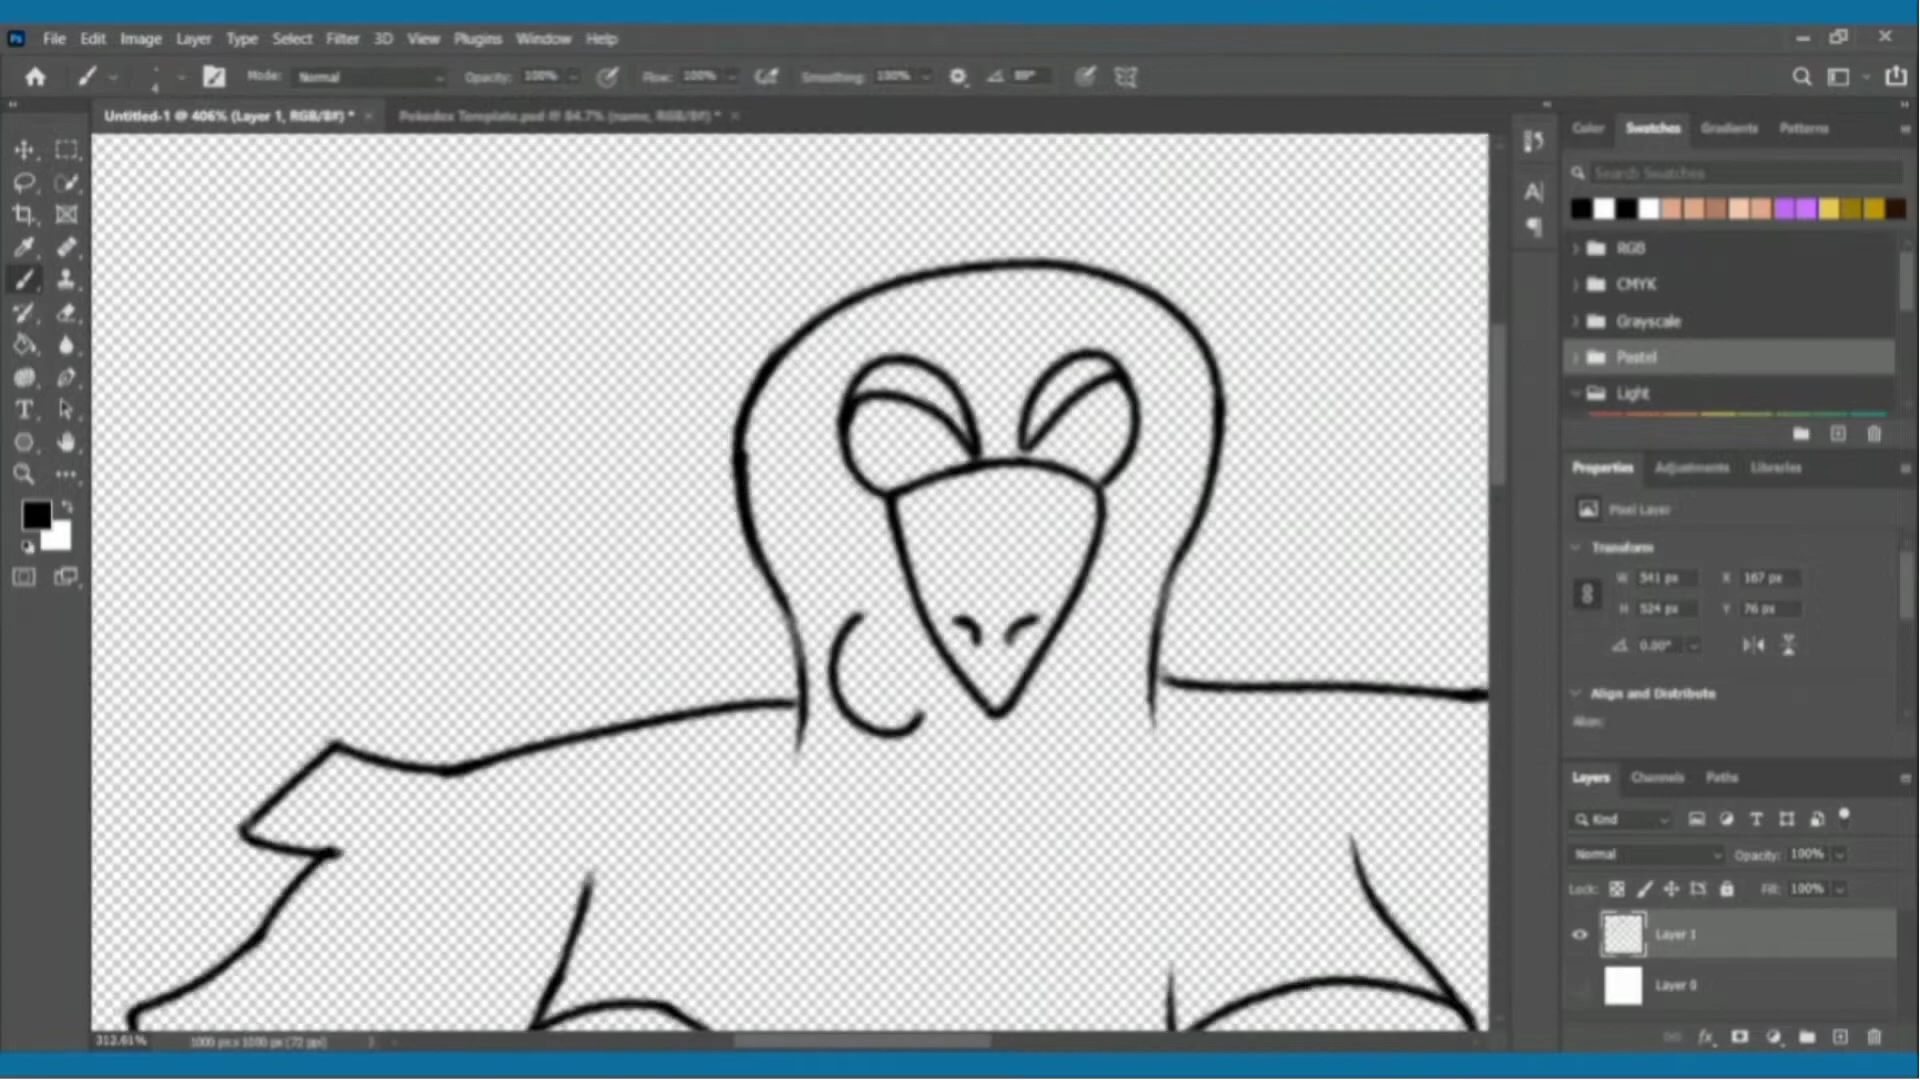 Ps File Edit Image Layer Type Select Filter 3D View Plugins Window Help
4 Mode: Normal Opacity: 100% Flow: 100% Smoothing: 100%
Untitled-1 @ 406% (Layer 1, RGB/8#) * × Pokedex Template.psd @ 84.7% (name, RGB/8#) * ×
Color Swatches Gradients Patterns
Search Swatches
RGB
CMYK
Grayscale
Pastel
Light
Properties Adjustments Libraries
Pixel Layer
Transform
W 541 px X 167 px
H 524 px Y 76 px
0.00°
Align and Distribute
Align:
Layers Channels Paths
Kind
Normal Opacity: 100%
Lock: Fill: 100%
Layer 1
Layer 0
312.61% 1000 px x 1000 px (72 ppi)